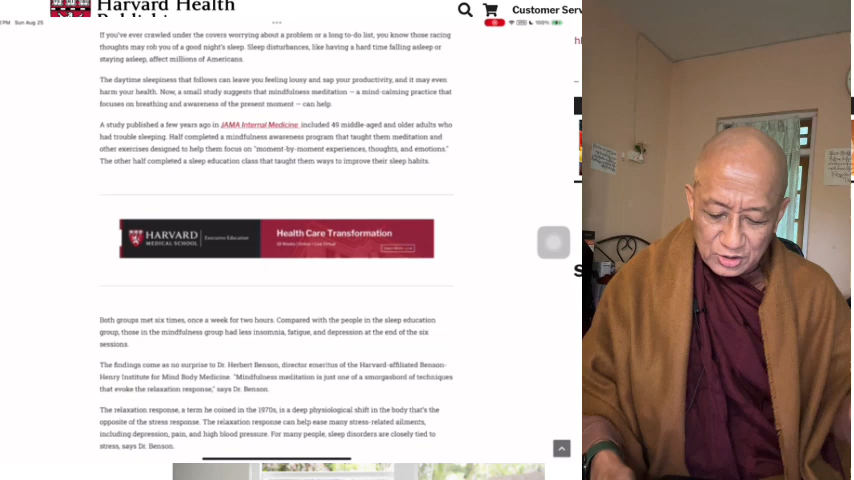 Harvard Health
Customer Serv
PM Sun Aug 25
100%
If you've ever crawled under the covers worrying about a problem or a long to-do list, you know those racing
thoughts may rob you of a good night's sleep. Sleep disturbances, like having a hard time falling asleep or
staying asleep, affect millions of Americans.
The daytime sleepiness that follows can leave you feeling lousy and sap your productivity, and it may even
harm your health. Now, a small study suggests that mindfulness meditation — a mind-calming practice that
focuses on breathing and awareness of the present moment — can help.
A study published a few years ago in JAMA Internal Medicine included 49 middle-aged and older adults who
had trouble sleeping. Half completed a mindfulness awareness program that taught them meditation and
other exercises designed to help them focus on "moment-by-moment experiences, thoughts, and emotions."
The other half completed a sleep education class that taught them ways to improve their sleep habits.
HARVARD
MEDICAL SCHOOL
Executive Education
Health Care Transformation
Both groups met six times, once a week for two hours. Compared with the people in the sleep education
group, those in the mindfulness group had less insomnia, fatigue, and depression at the end of the six
sessions.
The findings come as no surprise to Dr. Herbert Benson, director emeritus of the Harvard-affiliated Benson-
Henry Institute for Mind Body Medicine. "Mindfulness meditation is just one of a smorgasbord of techniques
that evoke the relaxation response," says Dr. Benson.
The relaxation response, a term he coined in the 1970s, is a deep physiological shift in the body that's the
opposite of the stress response. The relaxation response can help ease many stress-related ailments,
including depression, pain, and high blood pressure. For many people, sleep disorders are closely tied to
stress, says Dr. Benson.